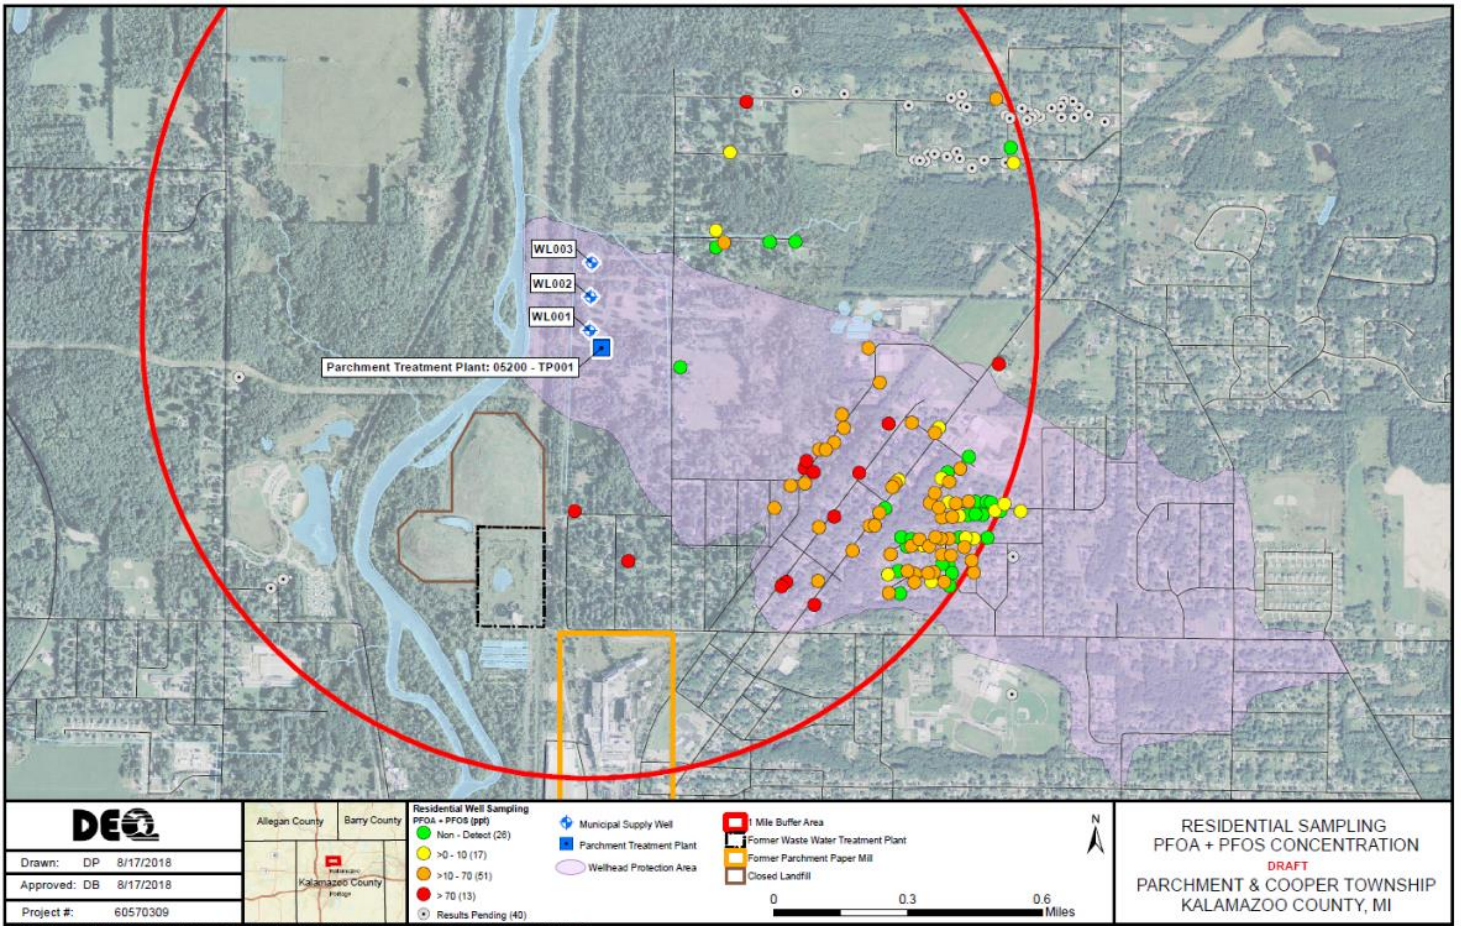 WL003
WL002
WL001
Parchment Treatment Plant: 05200 - TP001
DEQ
Drawn: DP 8/17/2018
Approved: DB 8/17/2018
Project #: 60570309
Allegan County
Barry County
Kalamazoo County
Residential Well Sampling
PFOA + PFOS (ppt)
Non - Detect (26)
>0 - 10 (17)
>10 - 70 (51)
> 70 (13)
Results Pending (40)
Municipal Supply Well
Parchment Treatment Plant
Wellhead Protection Area
1 Mile Buffer Area
Former Waste Water Treatment Plant
Former Parchment Paper Mill
Closed Landfill
N
0 0.3 0.6
Miles
RESIDENTIAL SAMPLING
PFOA + PFOS CONCENTRATION
DRAFT
PARCHMENT & COOPER TOWNSHIP
KALAMAZOO COUNTY, MI